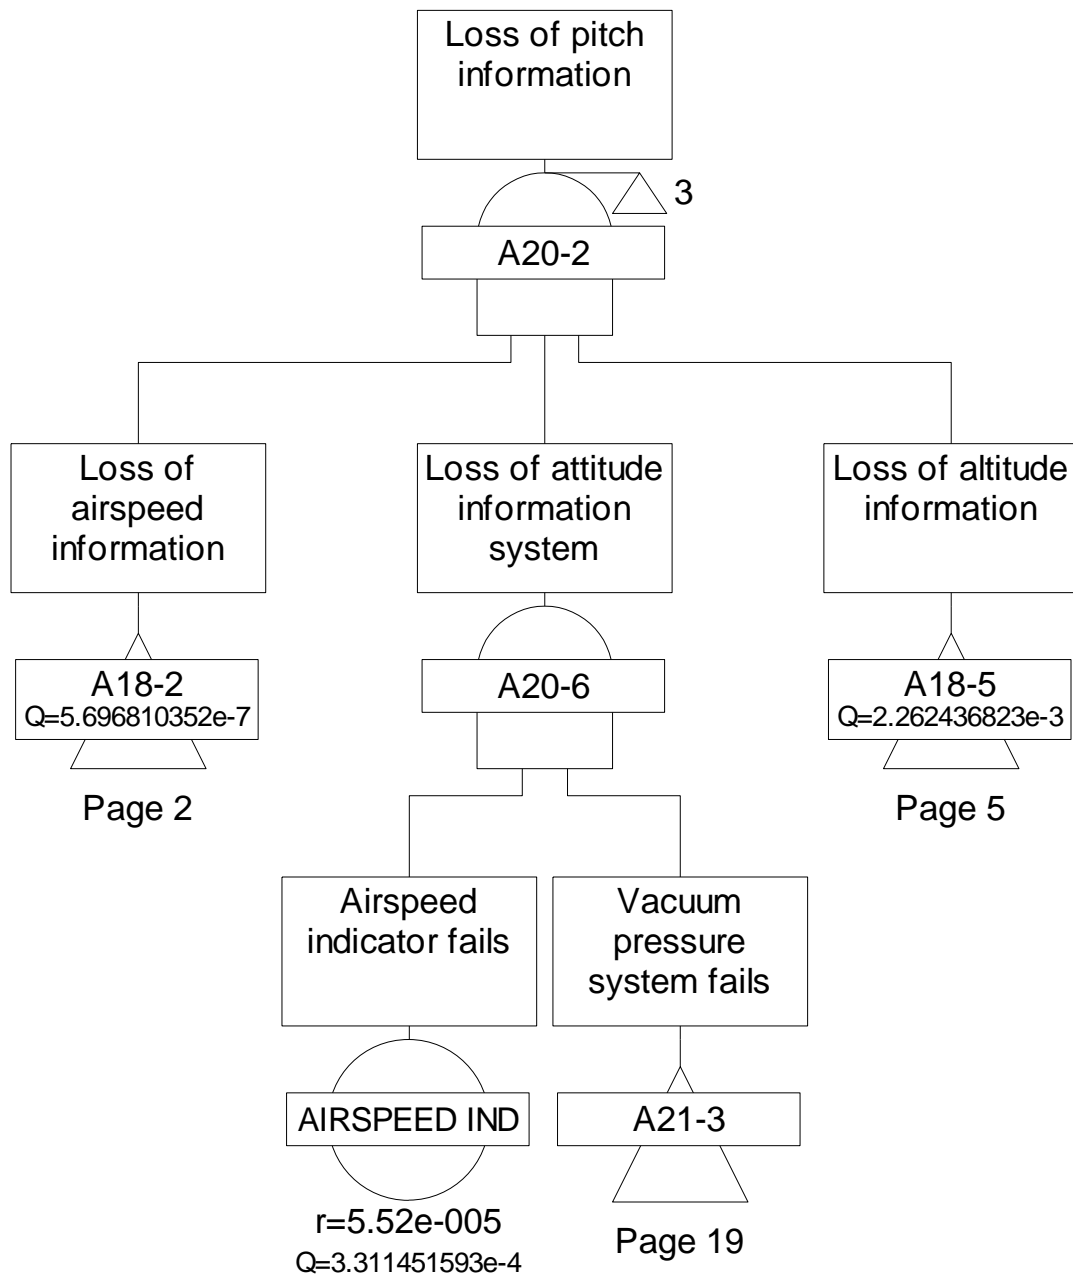 Loss of pitch
information
3
A20-2
Loss of
airspeed
information
Loss of attitude
information
system
Loss of altitude
information
A18-2
Q=5.696810352e-7
Page 2
A20-6
A18-5
Q=2.262436823e-3
Page 5
Airspeed
indicator fails
Vacuum
pressure
system fails
AIRSPEED IND
r=5.52e-005
Q=3.311451593e-4
A21-3
Page 19